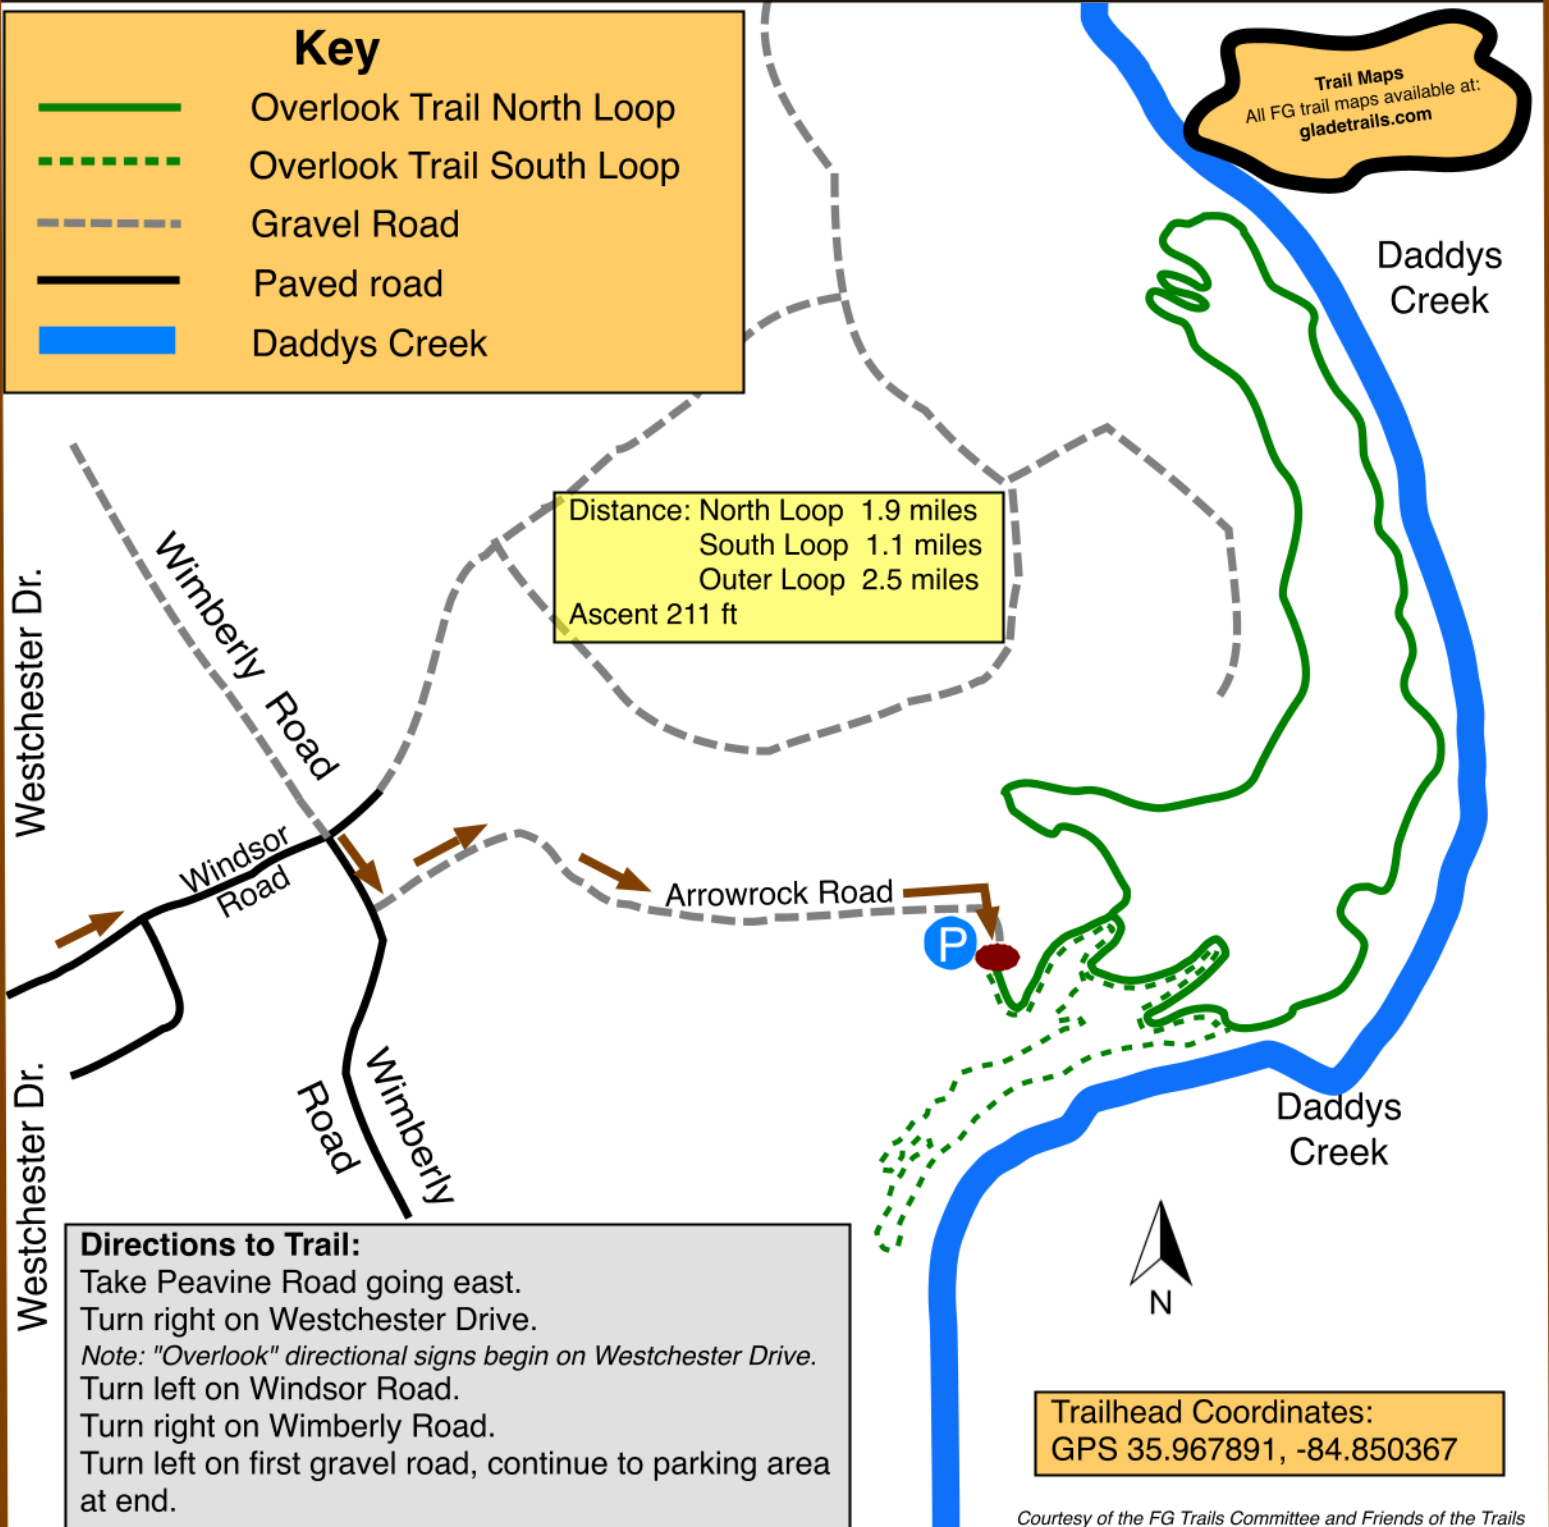 Key
Overlook Trail North Loop
Overlook Trail South Loop
Gravel Road
Paved road
Daddys Creek
Trail Maps
All FG trail maps available at:
gladetrails.com
Daddys
Creek
Distance: North Loop 1.9 miles
South Loop 1.1 miles
Outer Loop 2.5 miles
Ascent 211 ft
Wimberly Road
Westchester Dr.
Windsor
Road
Arrowrock Road
P
Wimberly
Road
Westchester Dr.
Daddys
Creek
N
Directions to Trail:
Take Peavine Road going east.
Turn right on Westchester Drive.
Note: "Overlook" directional signs begin on Westchester Drive.
Turn left on Windsor Road.
Turn right on Wimberly Road.
Turn left on first gravel road, continue to parking area
at end.
Trailhead Coordinates:
GPS 35.967891, -84.850367
Courtesy of the FG Trails Committee and Friends of the Trails